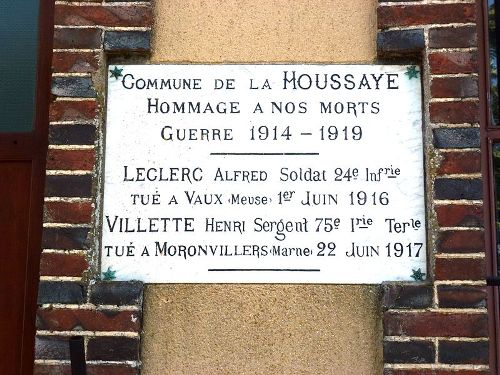 COMMUNE DE LA HOUSSAYE
HOMMAGE A NOS MORTS
GUERRE 1914 - 1919
LECLERC ALFRED Soldat 24e Infrie
TUÉ A VAUX (Meuse) 1er JUIN 1916
VILLETTE HENRI Sergent 75e Irie Terle
TUÉ A MORONVILLERS (Marne) 22 JUIN 1917